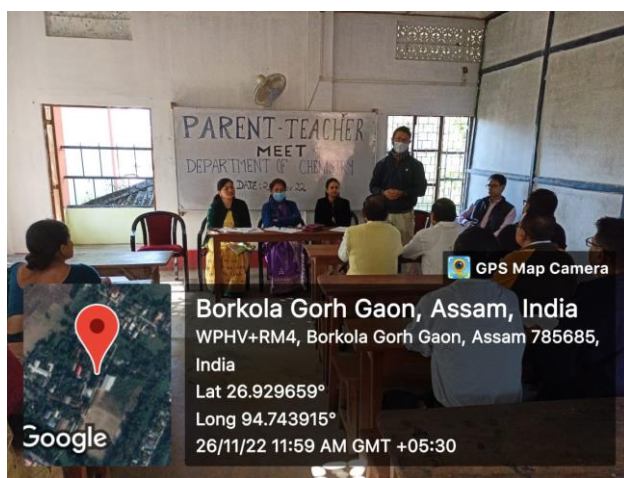 PARENT-TEACHER
MEET
DEPARTMENT OF CHEMISTRY
DATE:
GPS Map Camera
Borkola Gorh Gaon, Assam, India
WPHV+RM4, Borkola Gorh Gaon, Assam 785685,
India
Lat 26.929659°
Long 94.743915°
26/11/22 11:59 AM GMT +05:30
Google